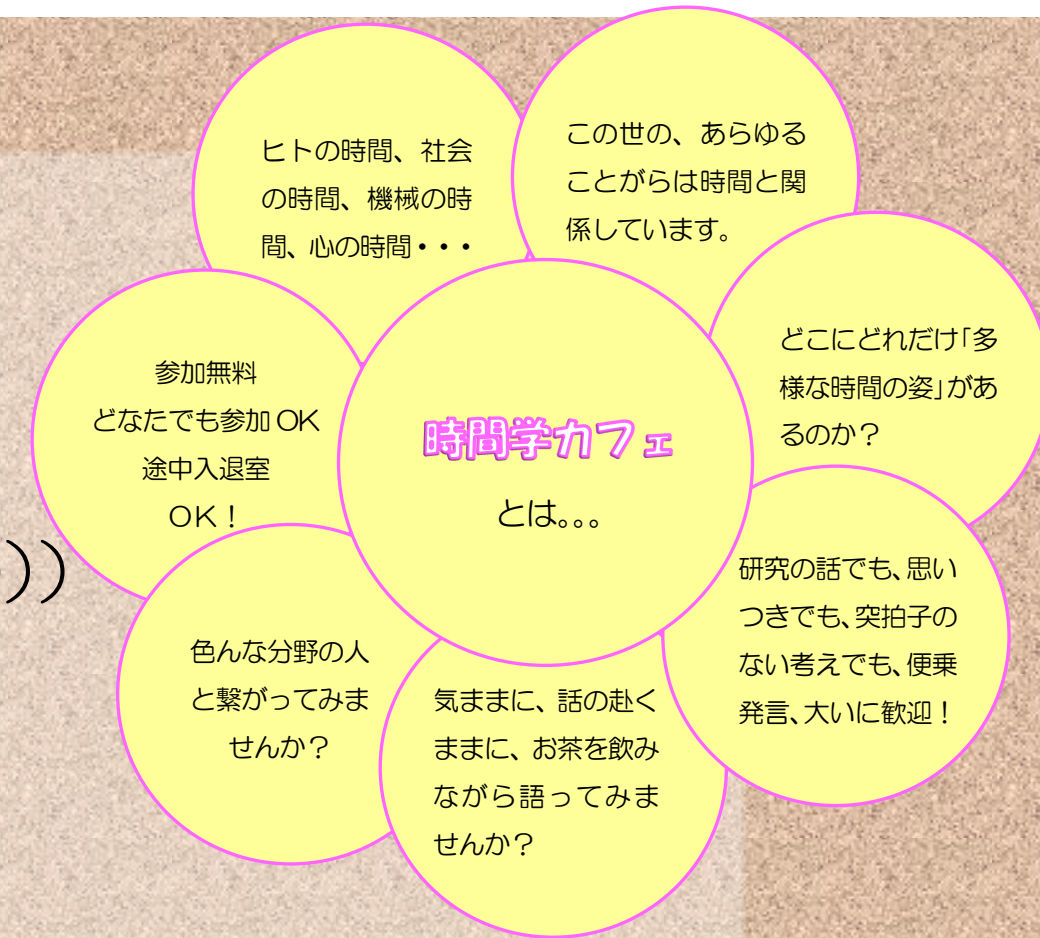 ヒトの時間、社会
の時間、機械の時
間、心の時間・・・
この世の、あらゆる
ことがらは時間と関
係しています。
どこにどれだけ「多
様な時間の姿」があ
るのか？
参加無料
どなたでも参加 OK
途中入退室
OK！
時間学カフェ
とは。。。
研究の話でも、思い
つきでも、突拍子の
ない考えでも、便乗
発言、大いに歓迎！
色んな分野の人
と繋がってみま
せんか？
気ままに、話の赴く
ままに、お茶を飲み
ながら語ってみま
せんか？
))